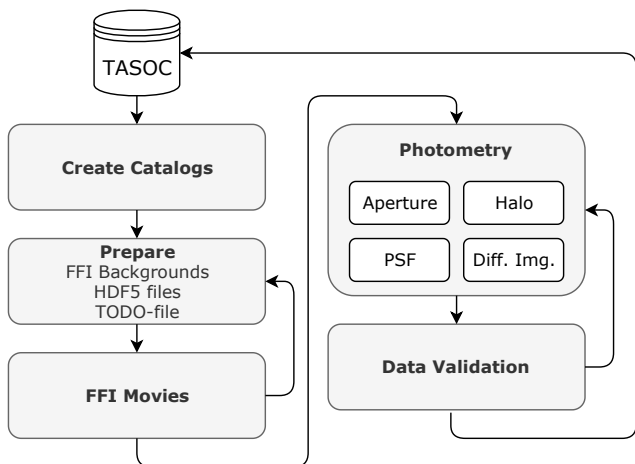 TASOC
Create Catalogs
Prepare
FFI Backgrounds
HDF5 files
TODO-file
FFI Movies
Photometry
Aperture
Halo
PSF
Diff. Img.
Data Validation